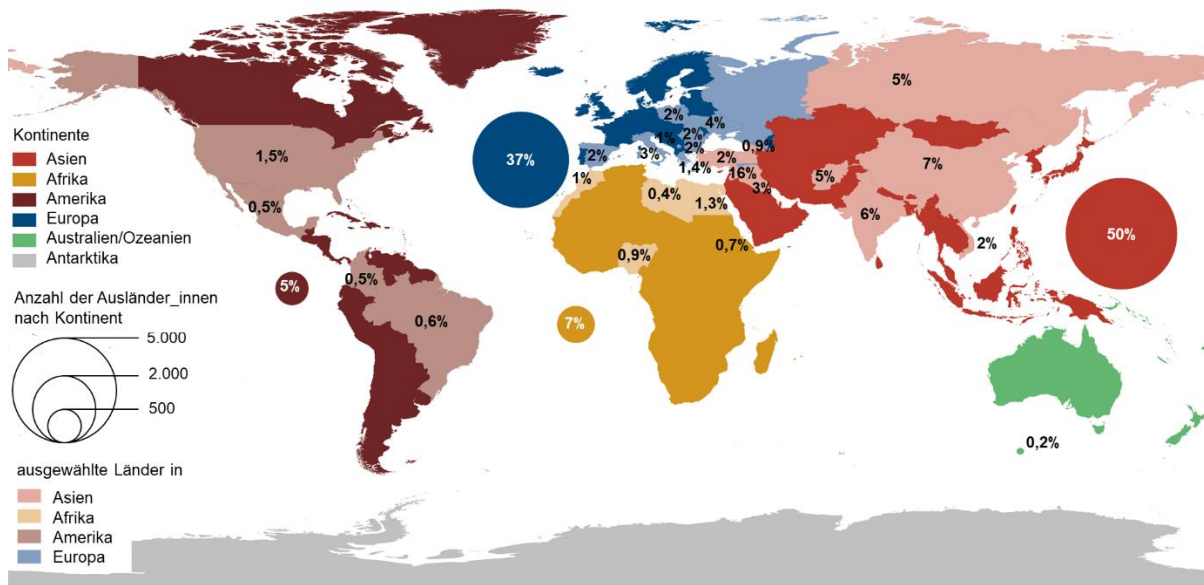 Kontinente
Asien
Afrika
Amerika
Europa
Australien/Ozeanien
Antarktika
Anzahl der Ausländer_innen
nach Kontinent
5.000
2.000
500
ausgewählte Länder in
Asien
Afrika
Amerika
Europa
1,5%
0,5%
0,5%
0,6%
5%
37%
7%
2%
4%
1%
2%
2%
2%
3%
1,4%
2%
0,9%
16%
3%
5%
1%
0,4%
1,3%
0,7%
0,9%
5%
7%
6%
2%
50%
0,2%